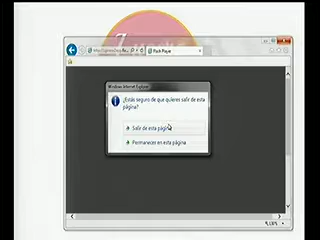 Flash Player
Windows Internet Explorer
¿Estás seguro de que quieres salir de esta
página?
Salir de esta página
Permanecer en esta página